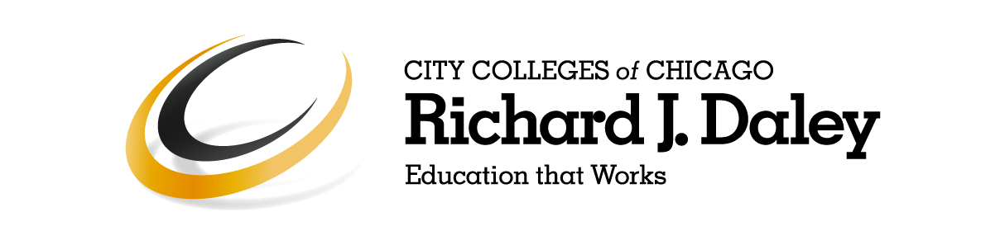 CITY COLLEGES of CHICAGO
Richard J. Daley
Education that Works